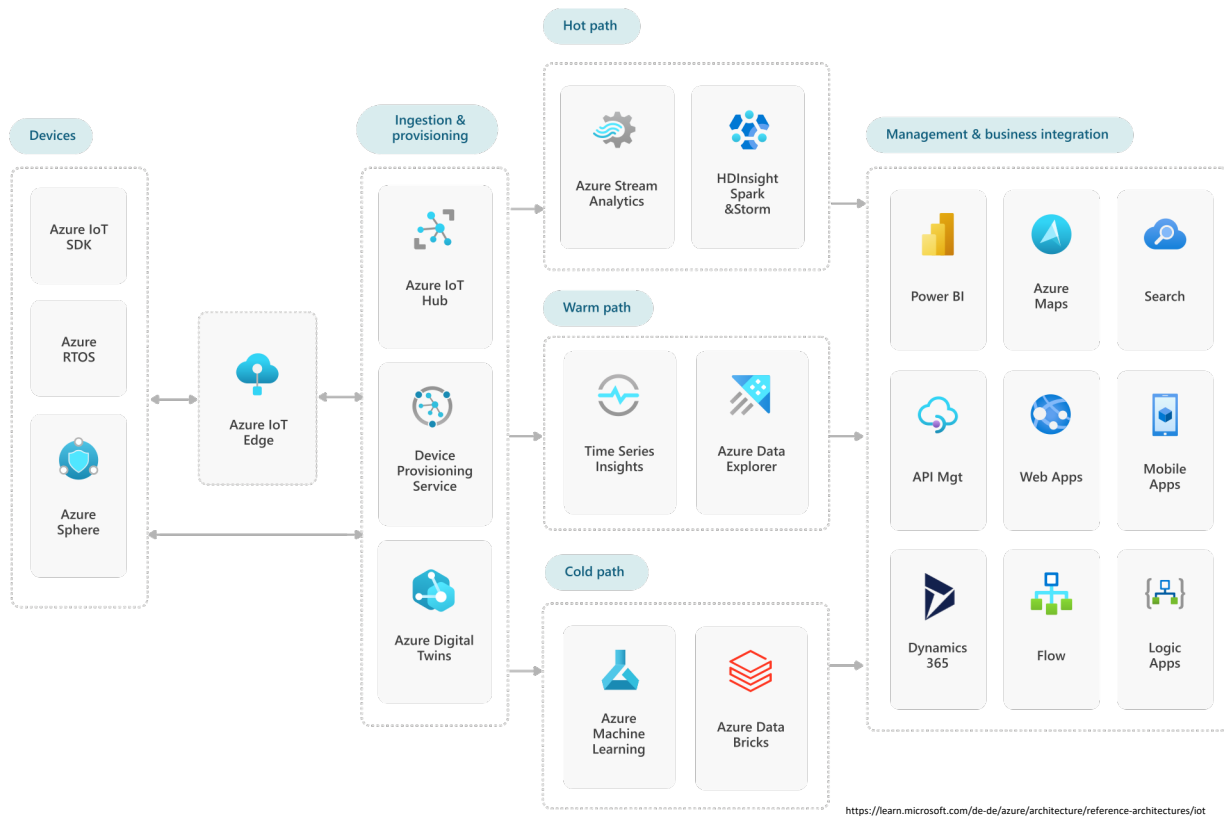 Devices
Azure IoT
SDK
Azure
RTOS
Azure
Sphere
Azure IoT
Edge
Ingestion &
provisioning
Azure IoT
Hub
Device
Provisioning
Service
Azure Digital
Twins
Hot path
Azure Stream
Analytics
HDInsight
Spark
&Storm
Warm path
Time Series
Insights
Azure Data
Explorer
Cold path
Azure
Machine
Learning
Azure Data
Bricks
Management & business integration
Power BI
Azure
Maps
Search
API Mgt
Web Apps
Mobile
Apps
Dynamics
365
Flow
Logic
Apps
https://learn.microsoft.com/de-de/azure/architecture/reference-architectures/iot